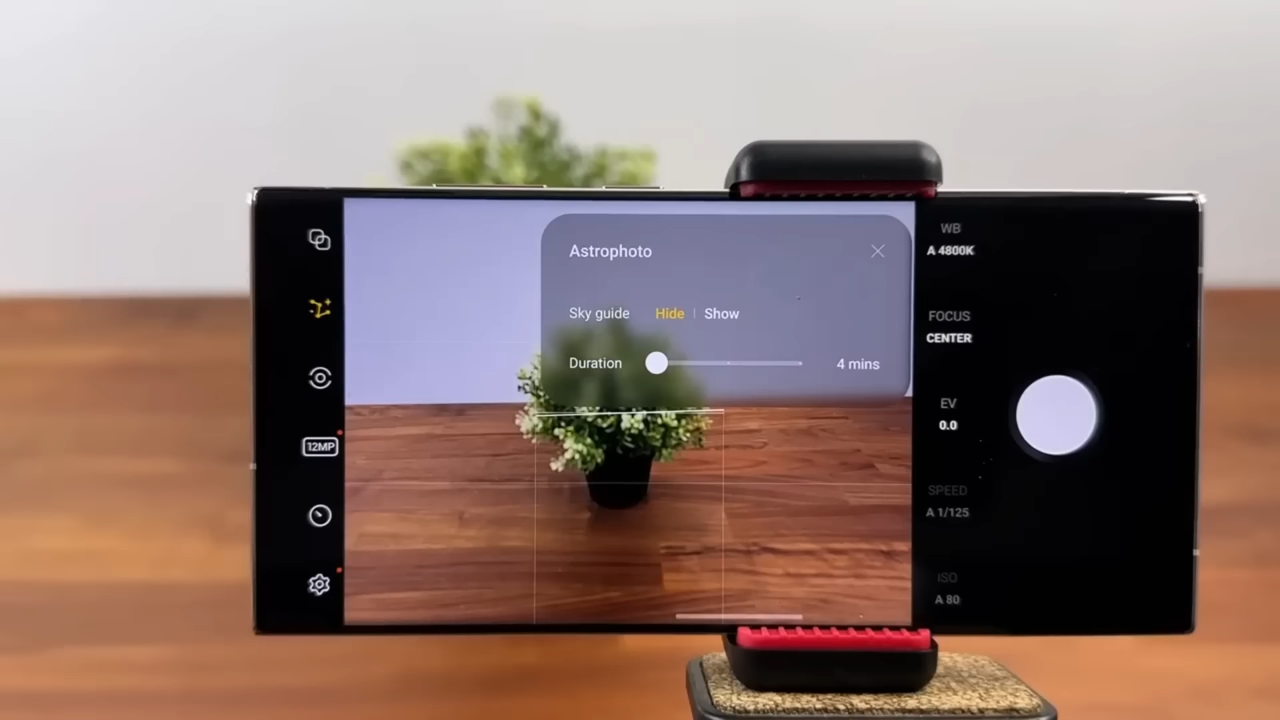 12MP
Astrophoto
Sky guide Hide | Show
Duration 4 mins
WB
A 4800K
FOCUS
CENTER
EV
0.0
SPEED
A 1/125
ISO
A 80